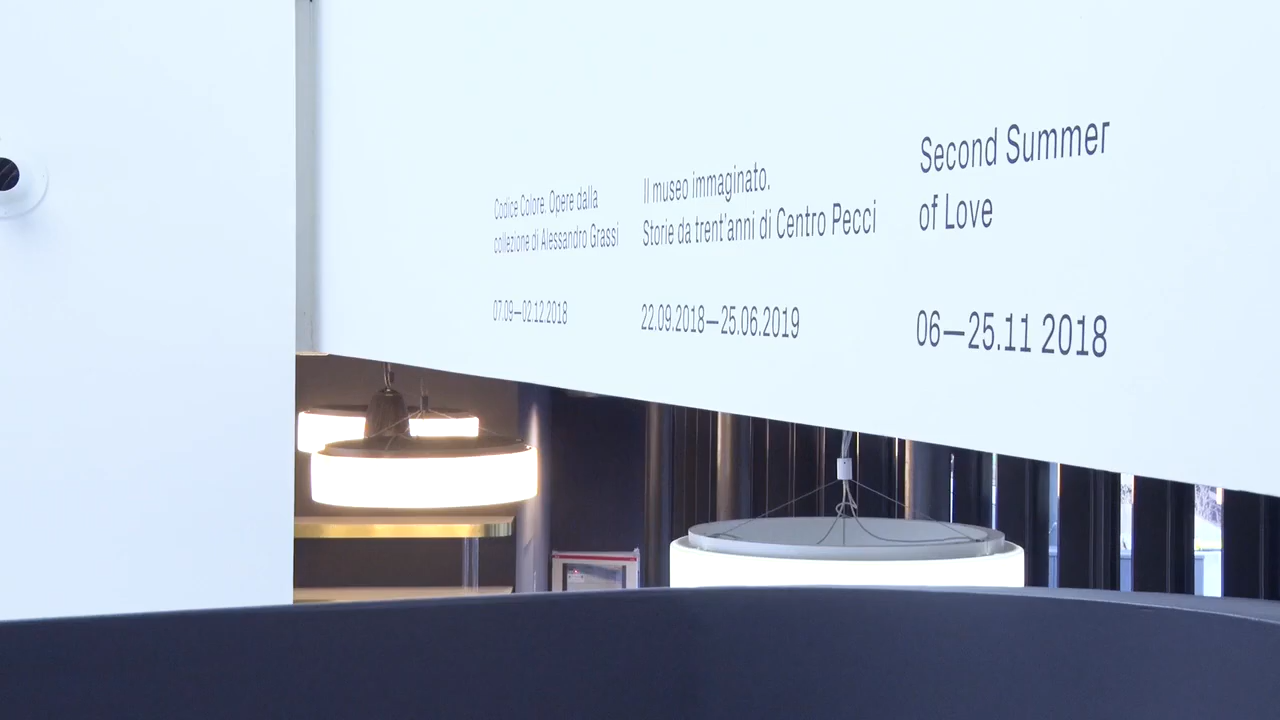 Codice Colore. Opere dalla
collezione di Alessandro Grassi
07.09—02.12.2018
Il museo immaginato.
Storie da trent'anni di Centro Pecci
22.09.2018—25.06.2019
Second Summer
of Love
06—25.11 2018